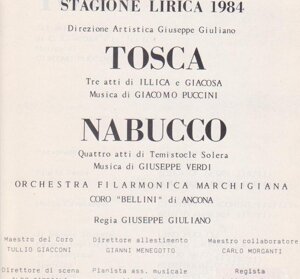 STAGIONE LIRICA 1984
Direzione Artistica Giuseppe Giuliano
TOSCA
Tre atti di ILLICA e GIACOSA
Musica di GIACOMO PUCCINI
NABUCCO
Quattro atti di Temistocle Solera
Musica di GIUSEPPE VERDI
ORCHESTRA FILARMONICA MARCHIGIANA
CORO "BELLINI" di ANCONA
Regia GIUSEPPE GIULIANO
Maestro del Coro Direttore allestimento Maestro collaboratore
TULLIO GIACCONI GIANNI MENEGOTTO CARLO MORGANTI
Direttore di scena Pianista ass. musicale Regista